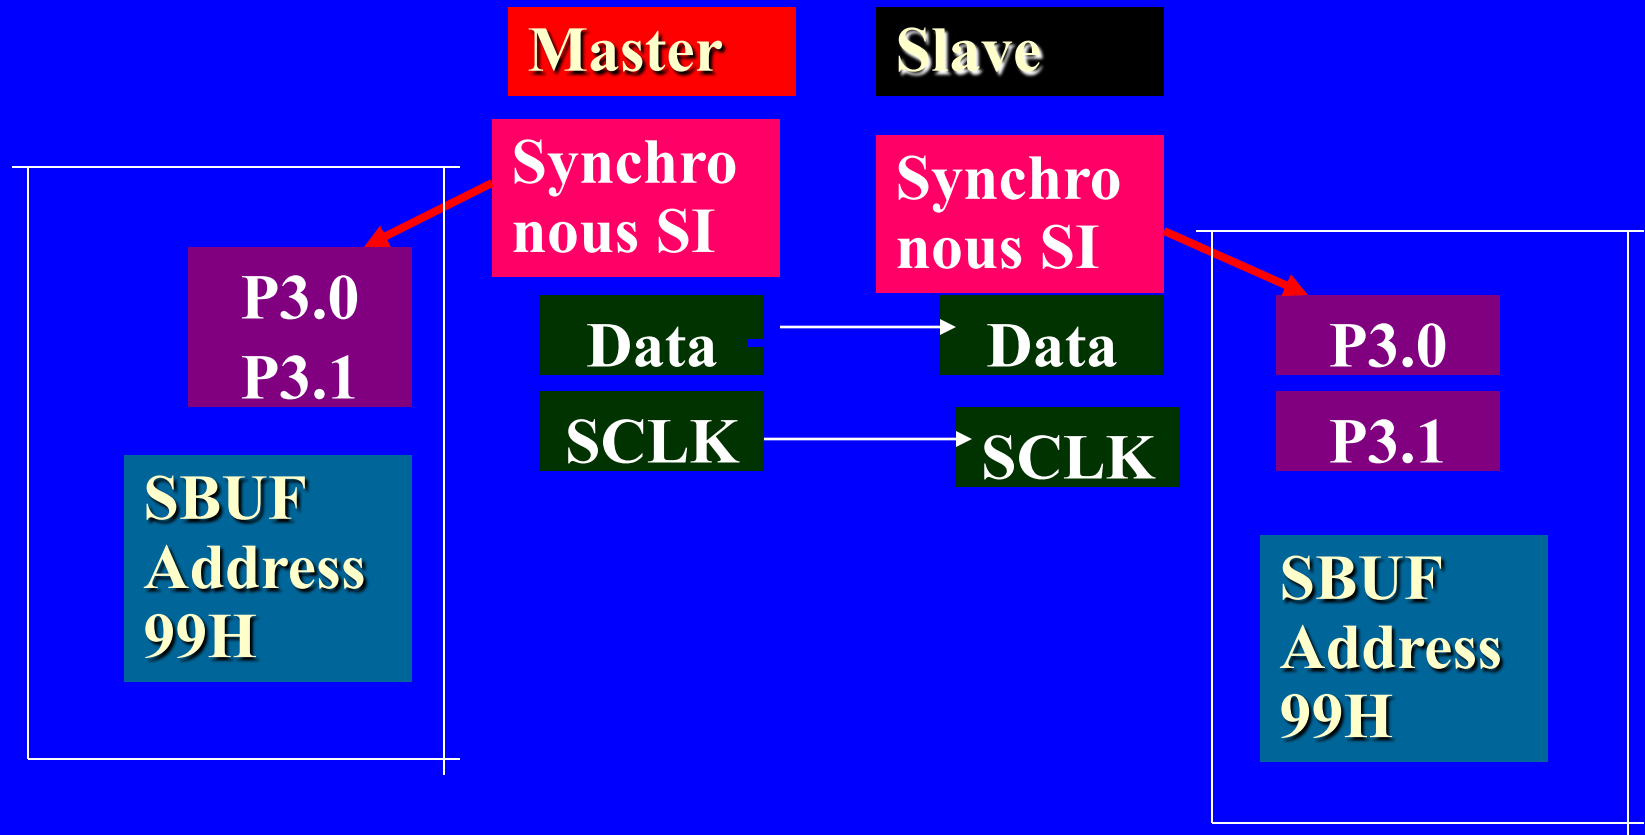 Master
Slave
Synchro
nous SI
Synchro
nous SI
P3.0
P3.1
Data
Data
P3.0
SCLK
SCLK
P3.1
SBUF
Address
99H
SBUF
Address
99H